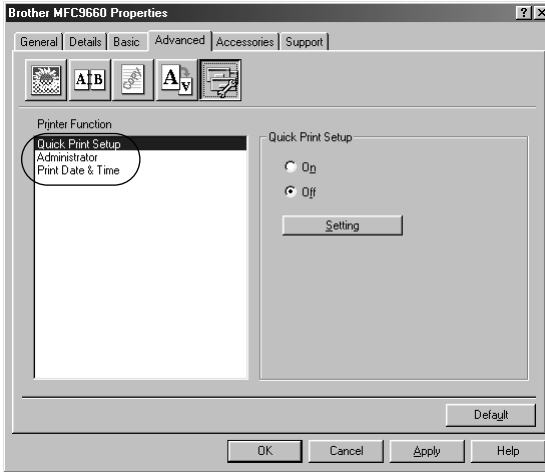 Brother MFC9660 Properties
General Details Basic Advanced Accessories Support
A B
A A
Printer Function
Quick Print Setup
Administrator
Print Date & Time
Quick Print Setup
On
Off
Setting
Default
OK Cancel Apply Help